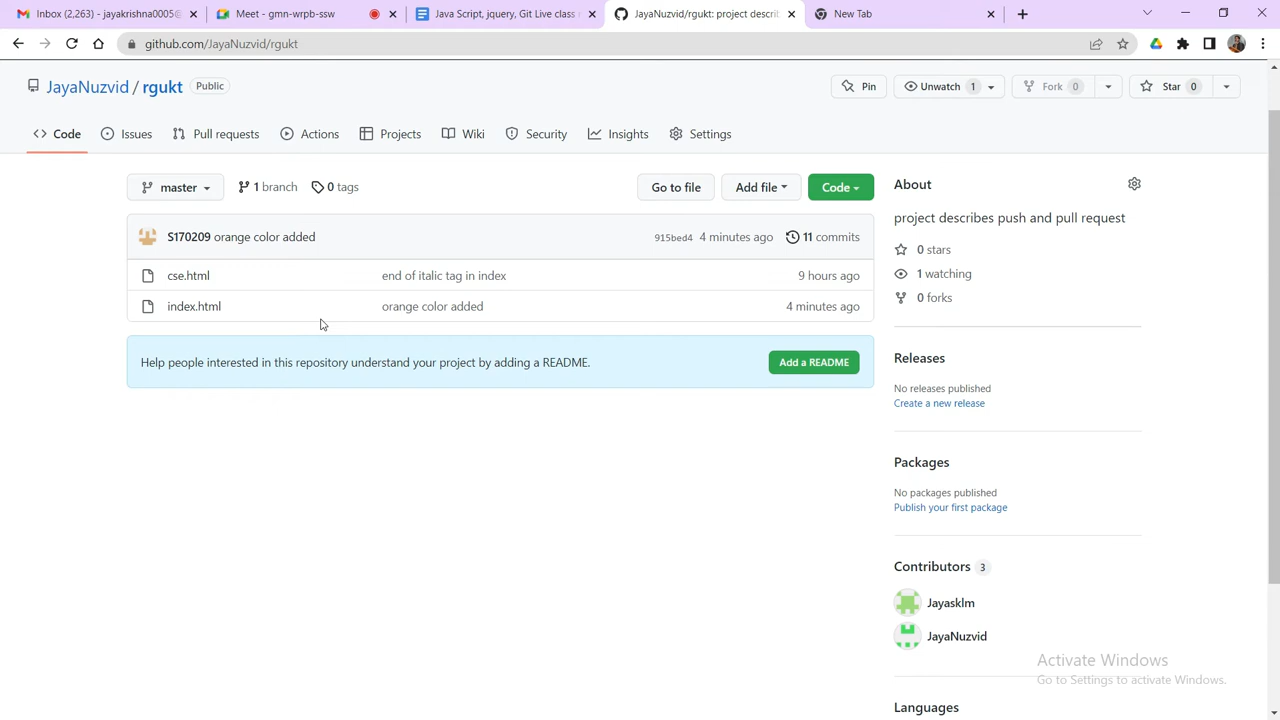 Inbox (2,263) - jayakrishna0005@
Meet - gmn-wrpb-ssw
Java Script, jquery, Git Live class
JayaNuzvid/rgukt: project descri
New Tab
github.com/JayaNuzvid/rgukt
JayaNuzvid / rgukt Public
Pin
Unwatch 1
Fork 0
Star 0
Code
Issues
Pull requests
Actions
Projects
Wiki
Security
Insights
Settings
master
1 branch
0 tags
Go to file
Add file
Code
S170209 orange color added
915bed4 4 minutes ago
11 commits
cse.html
end of italic tag in index
9 hours ago
index.html
orange color added
4 minutes ago
Help people interested in this repository understand your project by adding a README.
Add a README
About
project describes push and pull request
0 stars
1 watching
0 forks
Releases
No releases published
Create a new release
Packages
No packages published
Publish your first package
Contributors 3
Jayasklm
JayaNuzvid
Activate Windows
Go to Settings to activate Windows.
Languages